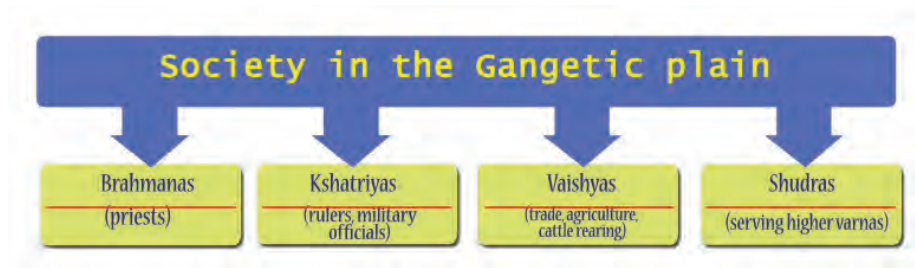 Society in the Gangetic plain
Brahmanas
(priests)
Kshatriyas
(rulers, military
officials)
Vaishyas
(trade, agriculture,
cattle rearing)
Shudras
(serving higher varnas)